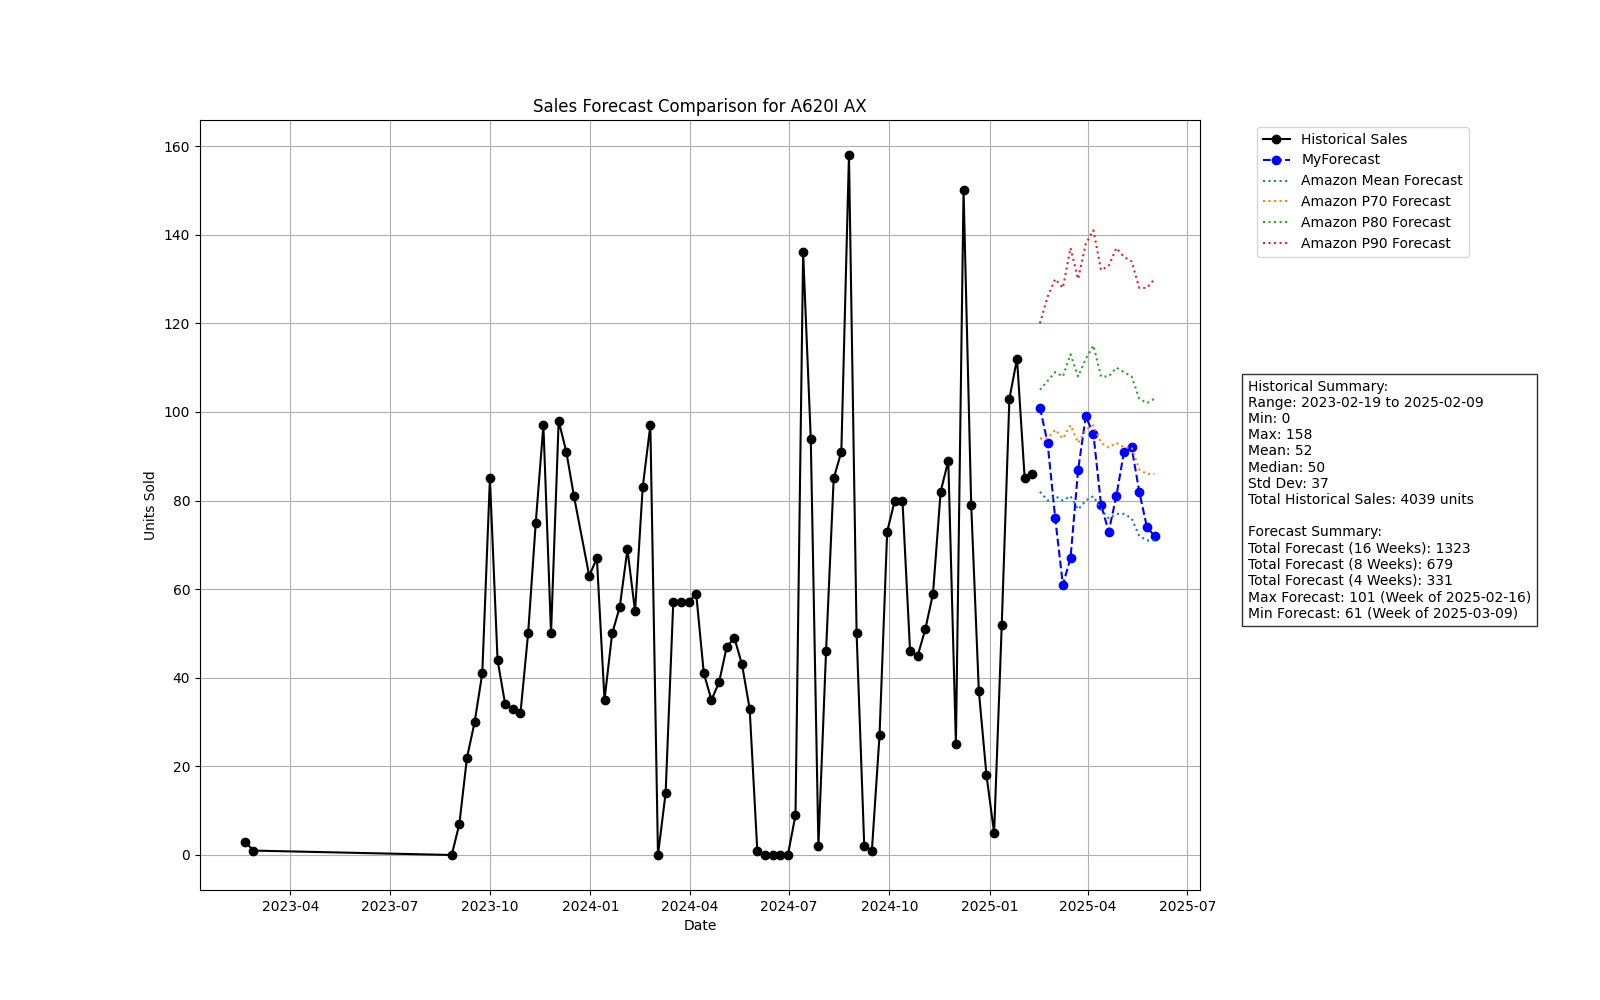 Sales Forecast Comparison for A620I AX
Units Sold
160
140
120
100
80
60
40
20
0
2023-04
2023-07
2023-10
2024-01
2024-04
2024-07
2024-10
2025-01
2025-04
2025-07
Date
Historical Sales
MyForecast
Amazon Mean Forecast
Amazon P70 Forecast
Amazon P80 Forecast
Amazon P90 Forecast
Historical Summary:
Range: 2023-02-19 to 2025-02-09
Min: 0
Max: 158
Mean: 52
Median: 50
Std Dev: 37
Total Historical Sales: 4039 units
Forecast Summary:
Total Forecast (16 Weeks): 1323
Total Forecast (8 Weeks): 679
Total Forecast (4 Weeks): 331
Max Forecast: 101 (Week of 2025-02-16)
Min Forecast: 61 (Week of 2025-03-09)